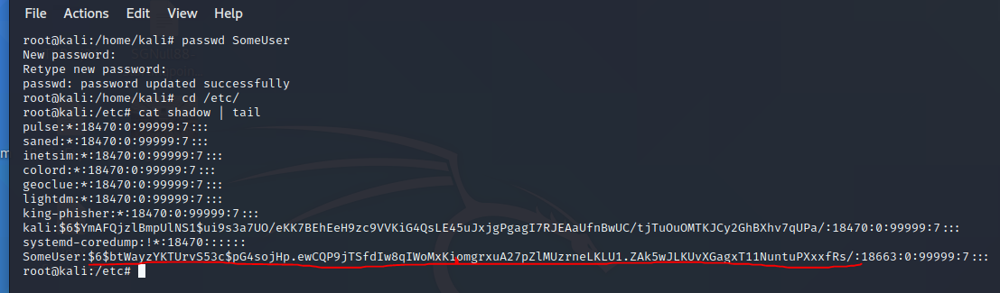 File Actions Edit View Help
root@kali:/home/kali# passwd SomeUser
New password:
Retype new password:
passwd: password updated successfully
root@kali:/home/kali# cd /etc/
root@kali:/etc# cat shadow | tail
pulse:*:18470:0:99999:7:::
saned:*:18470:0:99999:7:::
inetsim:*:18470:0:99999:7:::
colord:*:18470:0:99999:7:::
geoclue:*:18470:0:99999:7:::
lightdm:*:18470:0:99999:7:::
king-phisher:*:18470:0:99999:7:::
kali:$6$YmAFQjzlBmpUlNS1$ui9s3a7UO/eKK7BEhEeH9zc9VVKiG4QsLE45uJxjgPgagI7RJEAaUfnBwUC/tjTuOuOMTKJCy2GhBXhv7qUPa/:18470:0:99999:7:::
systemd-coredump:!*:18470::::::
SomeUser:$6$btWayzYKTUrvS53c$pG4sojHp.ewCQP9jTSfdIw8qIWoMxKiomgrxuA27pZlMUzrneLKLU1.ZAk5wJLKUvXGagxT11NuntuPXxxfRs/:18663:0:99999:7:::
root@kali:/etc#
m